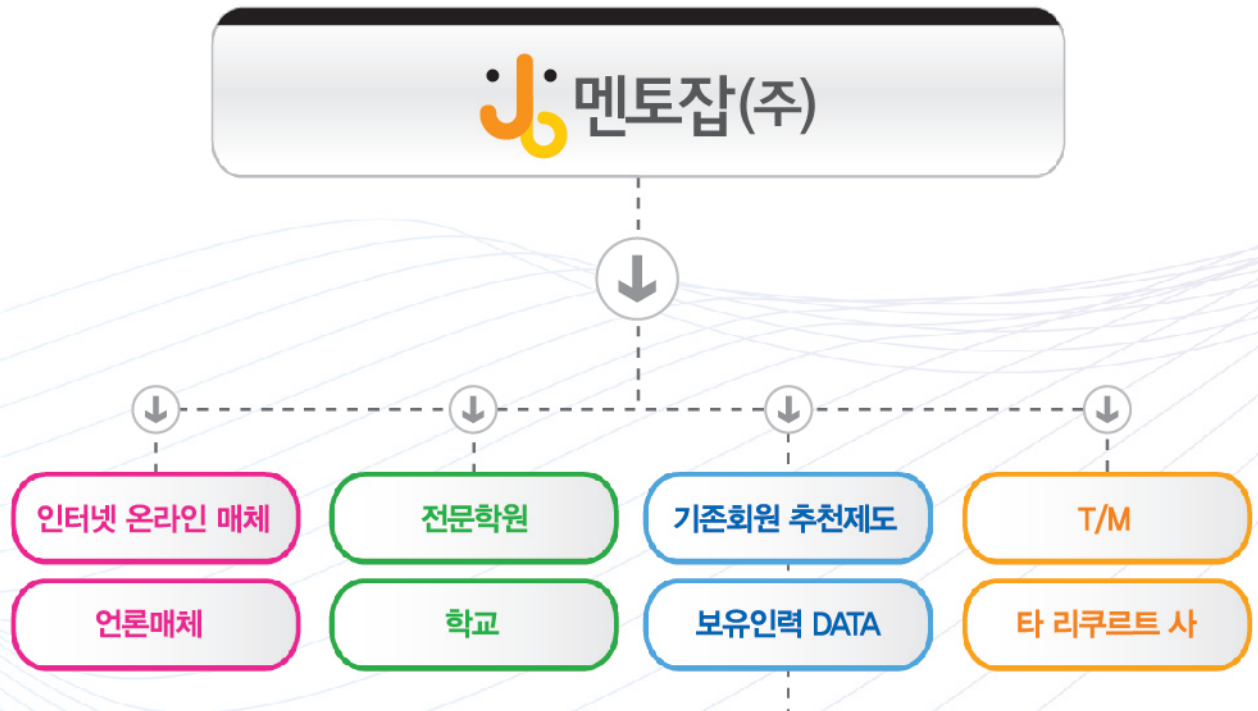 멘토잡(주)
인터넷 온라인 매체
전문학원
기존회원 추천제도
T/M
언론매체
학교
보유인력 DATA
타 리쿠르트 사